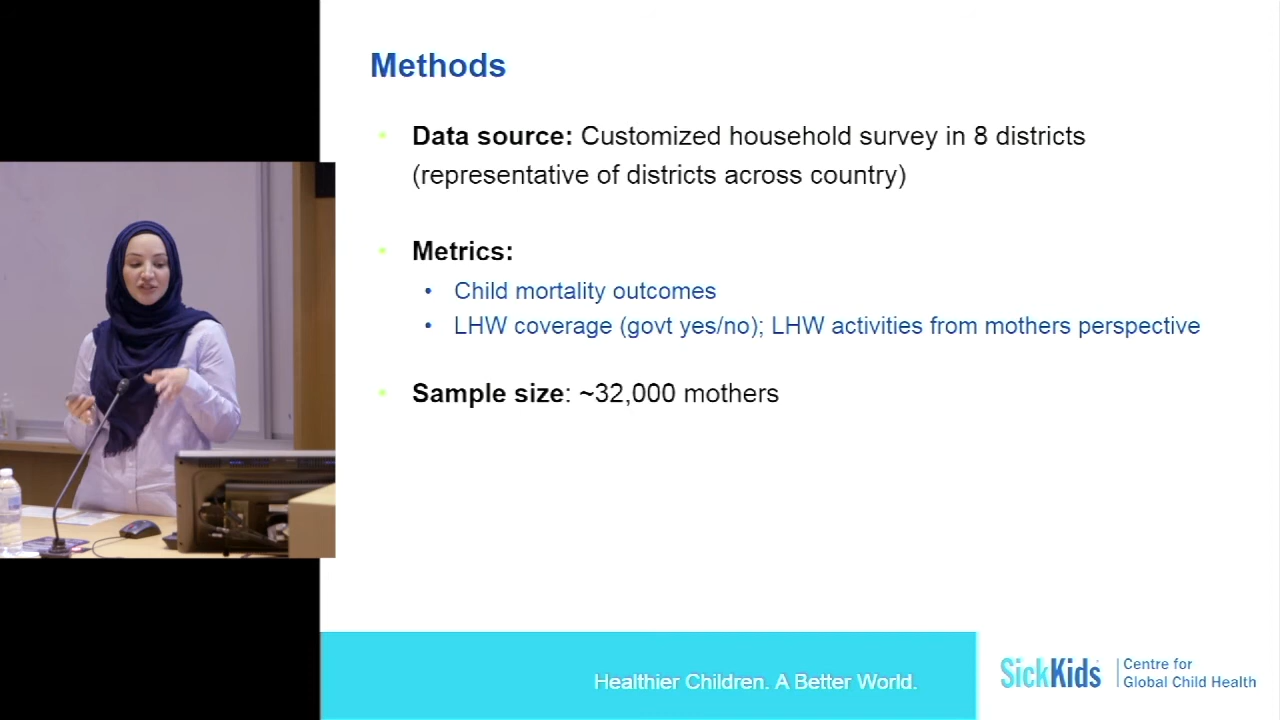 Methods
Data source: Customized household survey in 8 districts
(representative of districts across country)
Metrics:
Child mortality outcomes
LHW coverage (govt yes/no); LHW activities from mothers perspective
Sample size: ~32,000 mothers
Healthier Children. A Better World.
SickKids
Centre for
Global Child Health